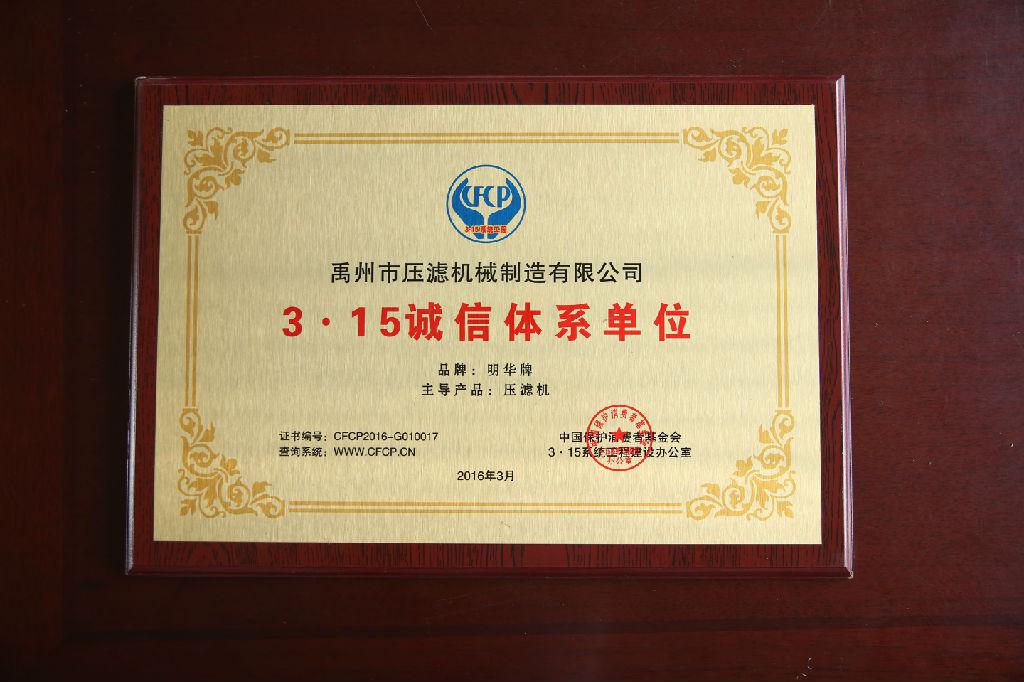 CFCP
禹州市压滤机械制造有限公司
3·15诚信体系单位
品牌：明华牌
主导产品：压滤机
证书编号：CFCP2016-G010017
中国保护消费者基金会
查询系统：WWW.CFCP.CN
3·15系统工程建设办公室
2016年3月